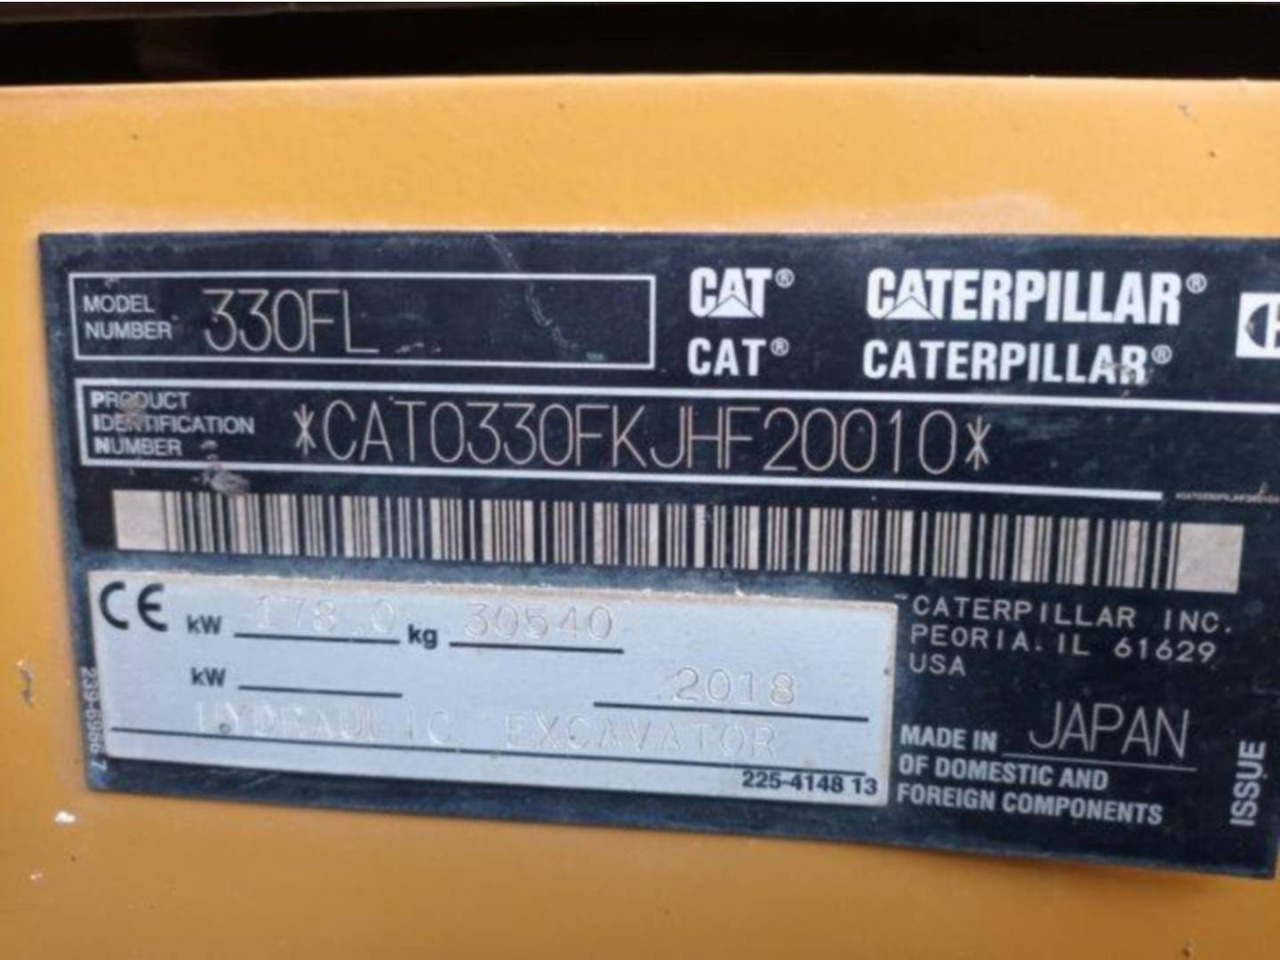 MODEL NUMBER 330FL
CAT® CATERPILLAR®
CAT® CATERPILLAR®
PRODUCT IDENTIFICATION NUMBER *CAT0330FKJHF20010*
CE kW 178.0 kg 30540
kW 2018
HYDRAULIC EXCAVATOR
225-4148 13
CATERPILLAR INC.
PEORIA. IL 61629
USA
MADE IN JAPAN
OF DOMESTIC AND
FOREIGN COMPONENTS
ISSUE